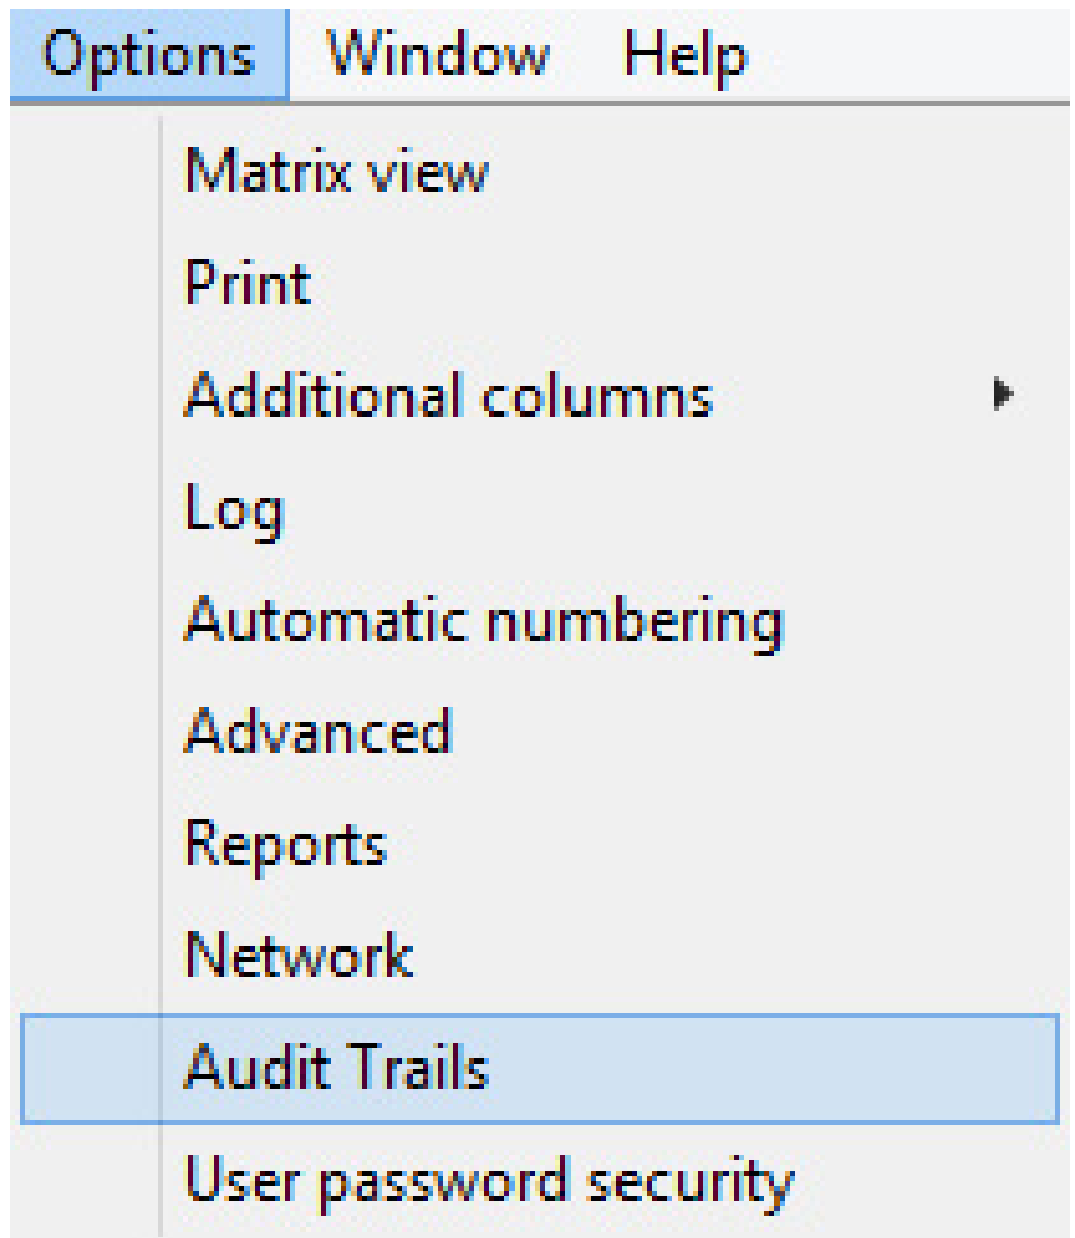 Options Window Help
Matrix view
Print
Additional columns
Log
Automatic numbering
Advanced
Reports
Network
Audit Trails
User password security